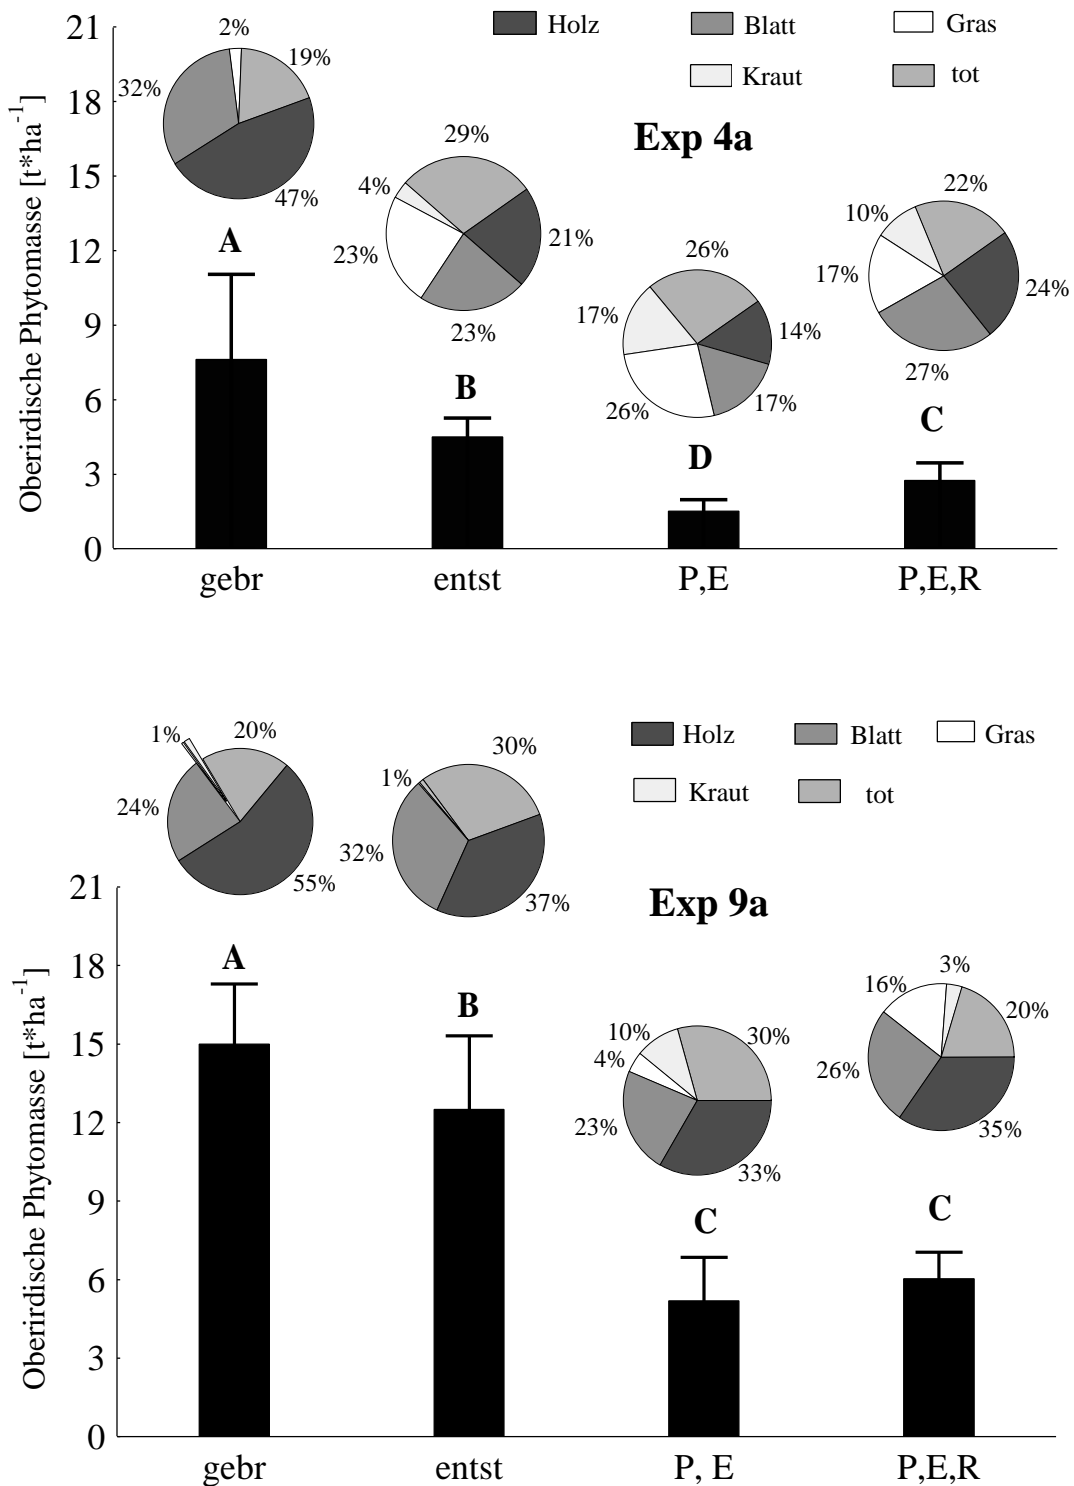 21
18
15
12
9
6
3
0
Oberirdische Phytomasse [t*ha⁻¹]
Holz Blatt Gras
Kraut tot
Exp 4a
2%
19%
32%
47%
A
29%
4%
21%
23%
23%
B
26%
17%
14%
26%
17%
D
22%
10%
17%
24%
27%
C
gebr entst P,E P,E,R
21
18
15
12
9
6
3
0
Oberirdische Phytomasse [t*ha⁻¹]
Holz Blatt Gras
Kraut tot
Exp 9a
1%
20%
24%
55%
A
30%
1%
32%
37%
B
10%
30%
4%
23%
33%
C
3%
16%
20%
26%
35%
C
gebr entst P, E P,E,R